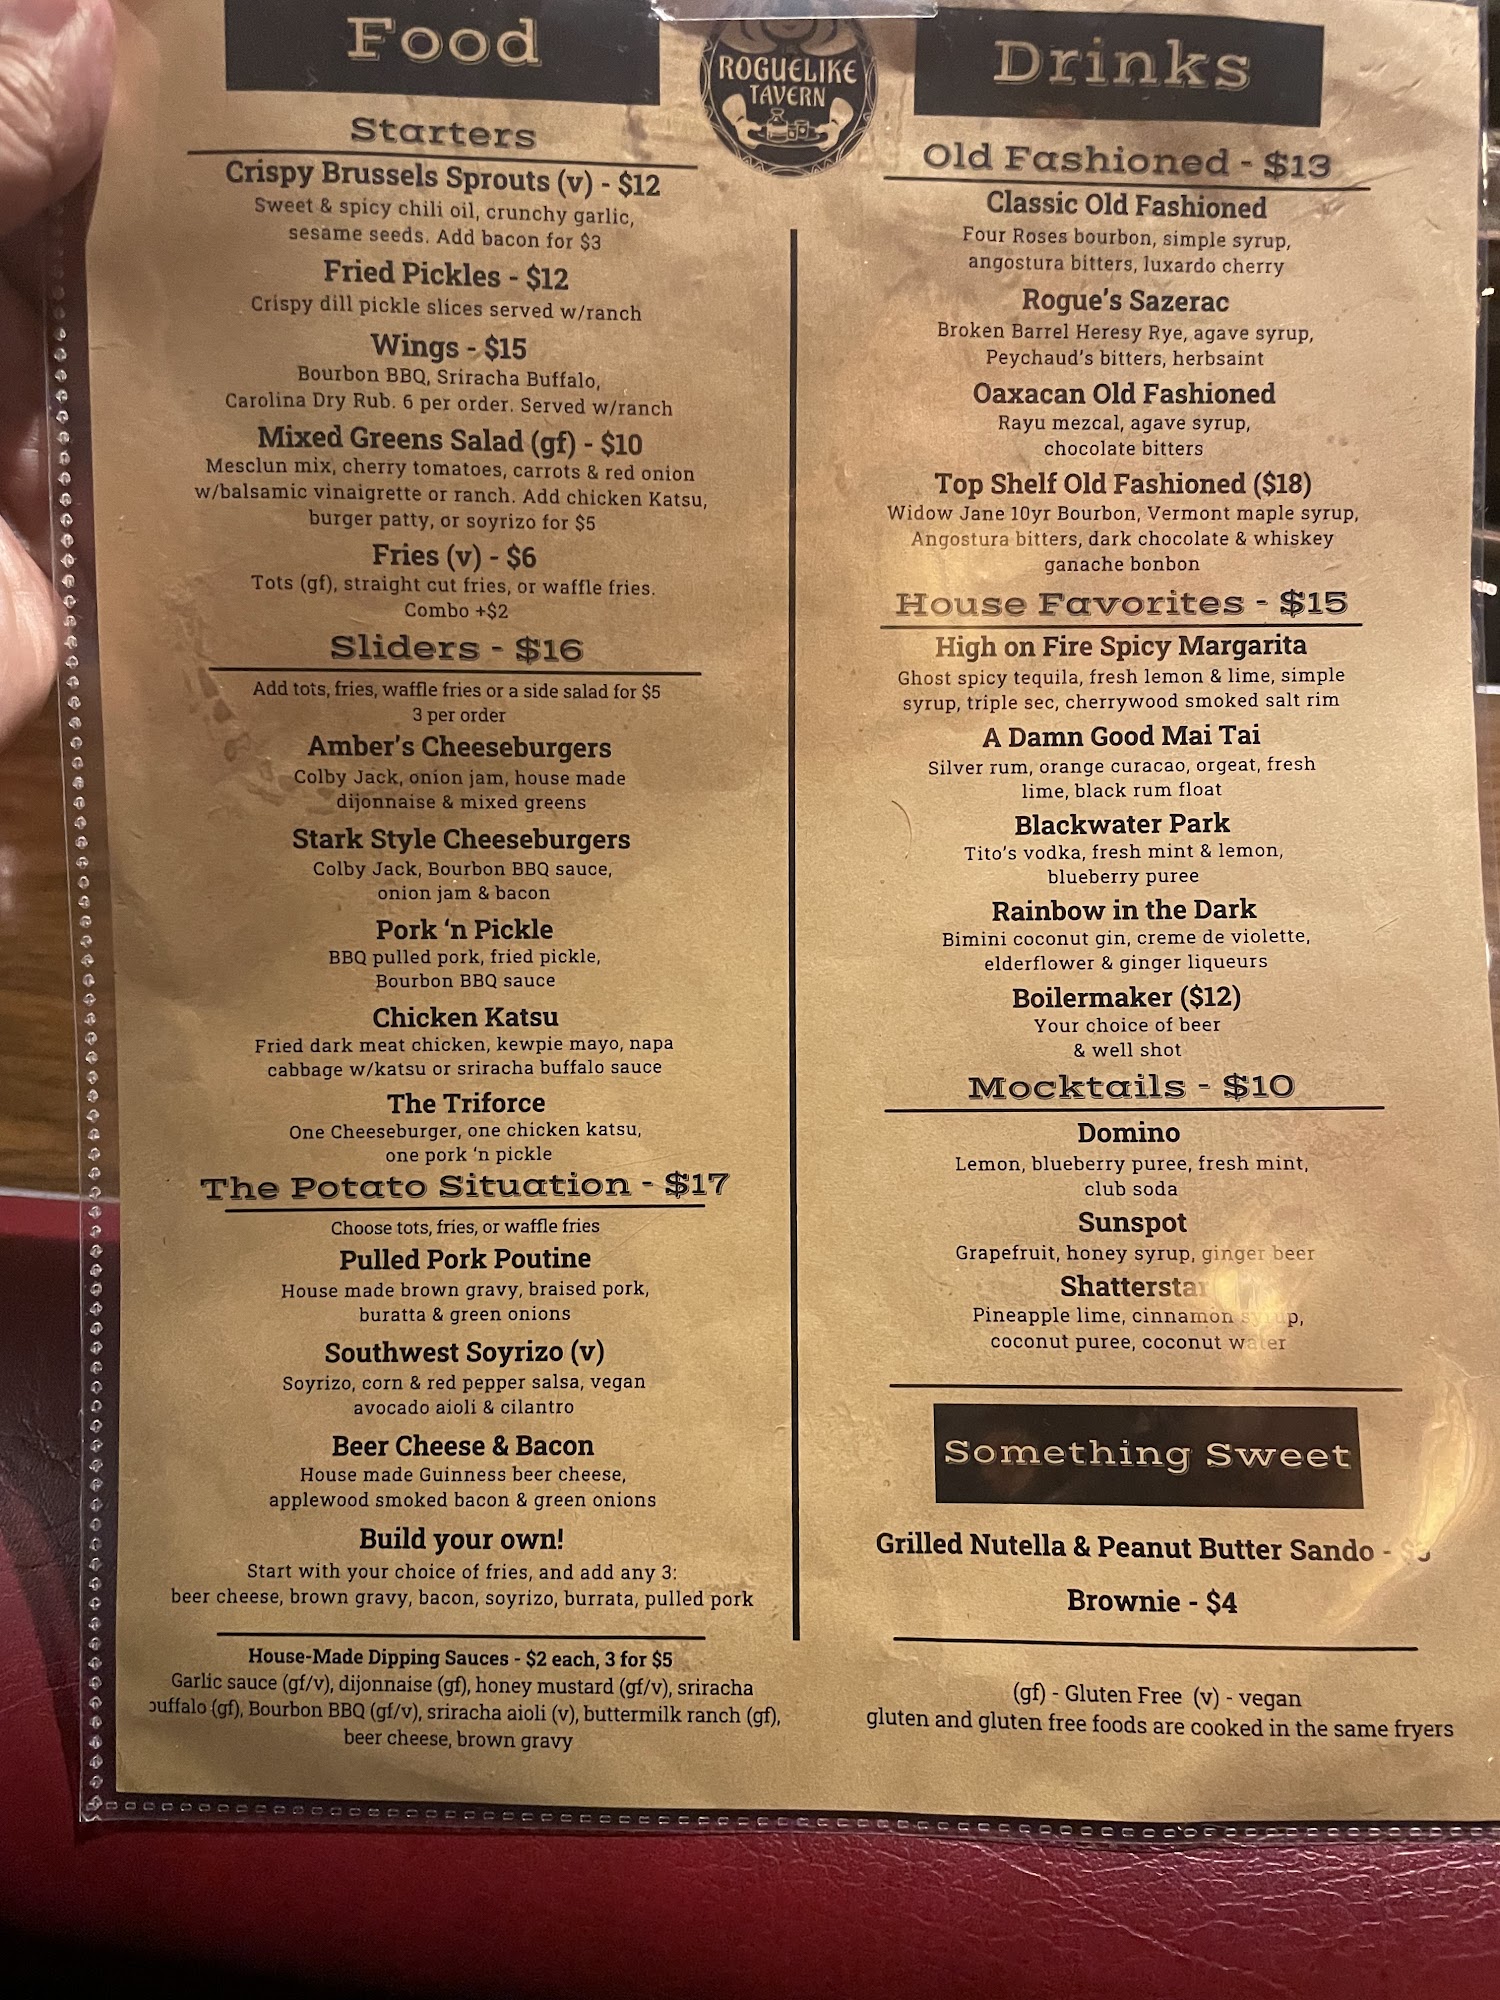 Food
Starters
Crispy Brussels Sprouts (v) - $12
Sweet & spicy chili oil, crunchy garlic,
sesame seeds. Add bacon for $3
Fried Pickles - $12
Crispy dill pickle slices served w/ranch
Wings - $15
Bourbon BBQ, Sriracha Buffalo,
Carolina Dry Rub. 6 per order. Served w/ranch
Mixed Greens Salad (gf) - $10
Mesclun mix, cherry tomatoes, carrots & red onion
w/balsamic vinaigrette or ranch. Add chicken Katsu,
burger patty, or soyrizo for $5
Fries (v) - $6
Tots (gf), straight cut fries, or waffle fries.
Combo +$2
Sliders - $16
Add tots, fries, waffle fries or a side salad for $5
3 per order
Amber's Cheeseburgers
Colby Jack, onion jam, house made
dijonnaise & mixed greens
Stark Style Cheeseburgers
Colby Jack, Bourbon BBQ sauce,
onion jam & bacon
Pork 'n Pickle
BBQ pulled pork, fried pickle,
Bourbon BBQ sauce
Chicken Katsu
Fried dark meat chicken, kewpie mayo, napa
cabbage w/katsu or sriracha buffalo sauce
The Triforce
One Cheeseburger, one chicken katsu,
one pork 'n pickle
The Potato Situation - $17
Choose tots, fries, or waffle fries
Pulled Pork Poutine
House made brown gravy, braised pork,
buratta & green onions
Southwest Soyrizo (v)
Soyrizo, corn & red pepper salsa, vegan
avocado aioli & cilantro
Beer Cheese & Bacon
House made Guinness beer cheese,
applewood smoked bacon & green onions
Build your own!
Start with your choice of fries, and add any 3:
beer cheese, brown gravy, bacon, soyrizo, burrata, pulled pork
House-Made Dipping Sauces - $2 each, 3 for $5
Garlic sauce (gf/v), dijonnaise (gf), honey mustard (gf/v), sriracha
buffalo (gf), Bourbon BBQ (gf/v), sriracha aioli (v), buttermilk ranch (gf),
beer cheese, brown gravy
ROGUELIKE
TAVERN
Drinks
Old Fashioned - $13
Classic Old Fashioned
Four Roses bourbon, simple syrup,
angostura bitters, luxardo cherry
Rogue's Sazerac
Broken Barrel Heresy Rye, agave syrup,
Peychaud's bitters, herbsaint
Oaxacan Old Fashioned
Rayu mezcal, agave syrup,
chocolate bitters
Top Shelf Old Fashioned ($18)
Widow Jane 10yr Bourbon, Vermont maple syrup,
Angostura bitters, dark chocolate & whiskey
ganache bonbon
House Favorites - $15
High on Fire Spicy Margarita
Ghost spicy tequila, fresh lemon & lime, simple
syrup, triple sec, cherrywood smoked salt rim
A Damn Good Mai Tai
Silver rum, orange curacao, orgeat, fresh
lime, black rum float
Blackwater Park
Tito's vodka, fresh mint & lemon,
blueberry puree
Rainbow in the Dark
Bimini coconut gin, creme de violette,
elderflower & ginger liqueurs
Boilermaker ($12)
Your choice of beer
& well shot
Mocktails - $10
Domino
Lemon, blueberry puree, fresh mint,
club soda
Sunspot
Grapefruit, honey syrup, ginger beer
Shatterstar
Pineapple lime, cinnamon syrup,
coconut puree, coconut water
Something Sweet
Grilled Nutella & Peanut Butter Sando -
Brownie - $4
(gf) - Gluten Free (v) - vegan
gluten and gluten free foods are cooked in the same fryers